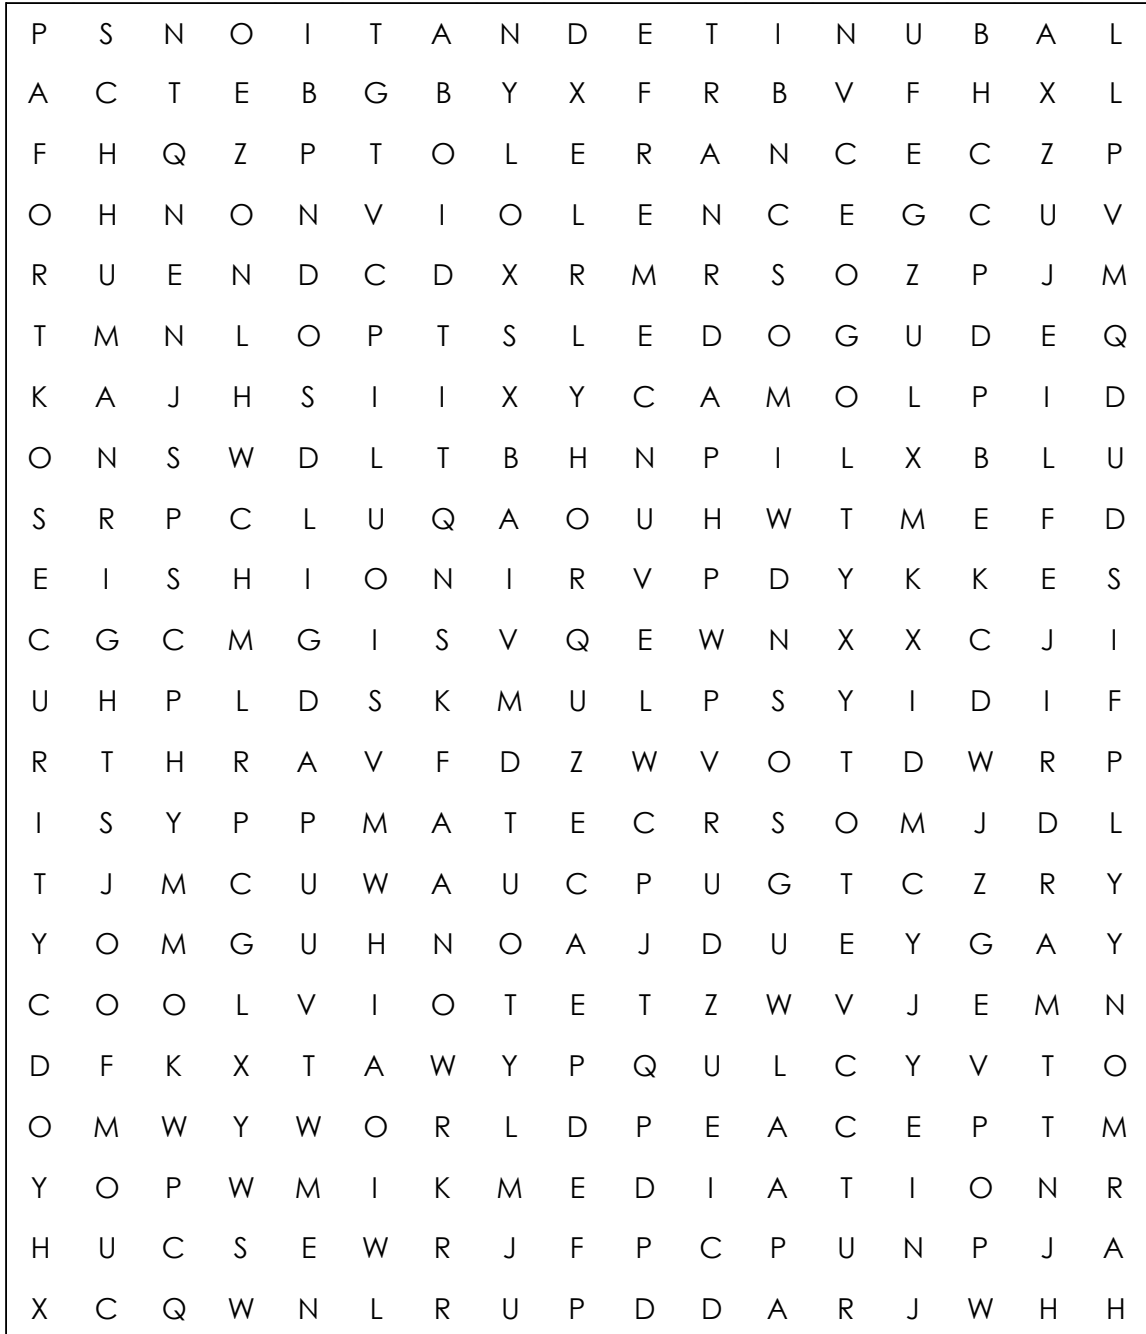 P S N O I T A N D E T I N U B A L
A C T E B G B Y X F R B V F H X L
F H Q Z P T O L E R A N C E C Z P
O H N O N V I O L E N C E G C U V
R U E N D C D X R M R S O Z P J M
T M N L O P T S L E D O G U D E Q
K A J H S I I X Y C A M O L P I D
O N S W D L T B H N P I L X B L U
S R P C L U Q A O U H W T M E F D
E I S H I O N I R V P D Y K K E S
C G C M G I S V Q E W N X X C J I
U H P L D S K M U L P S Y I D I F
R T H R A V F D Z W V O T D W R P
I S Y P P M A T E C R S O M J D L
T J M C U W A U C P U G T C Z R Y
Y O M G U H N O A J D U E Y G A Y
C O O L V I O T E T Z W V J E M N
D F K X T A W Y P Q U L C Y V T O
O M W Y W O R L D P E A C E P T M
Y O P W M I K M E D I A T I O N R
H U C S E W R J F P C P U N P J A
X C Q W N L R U P D D A R J W H H